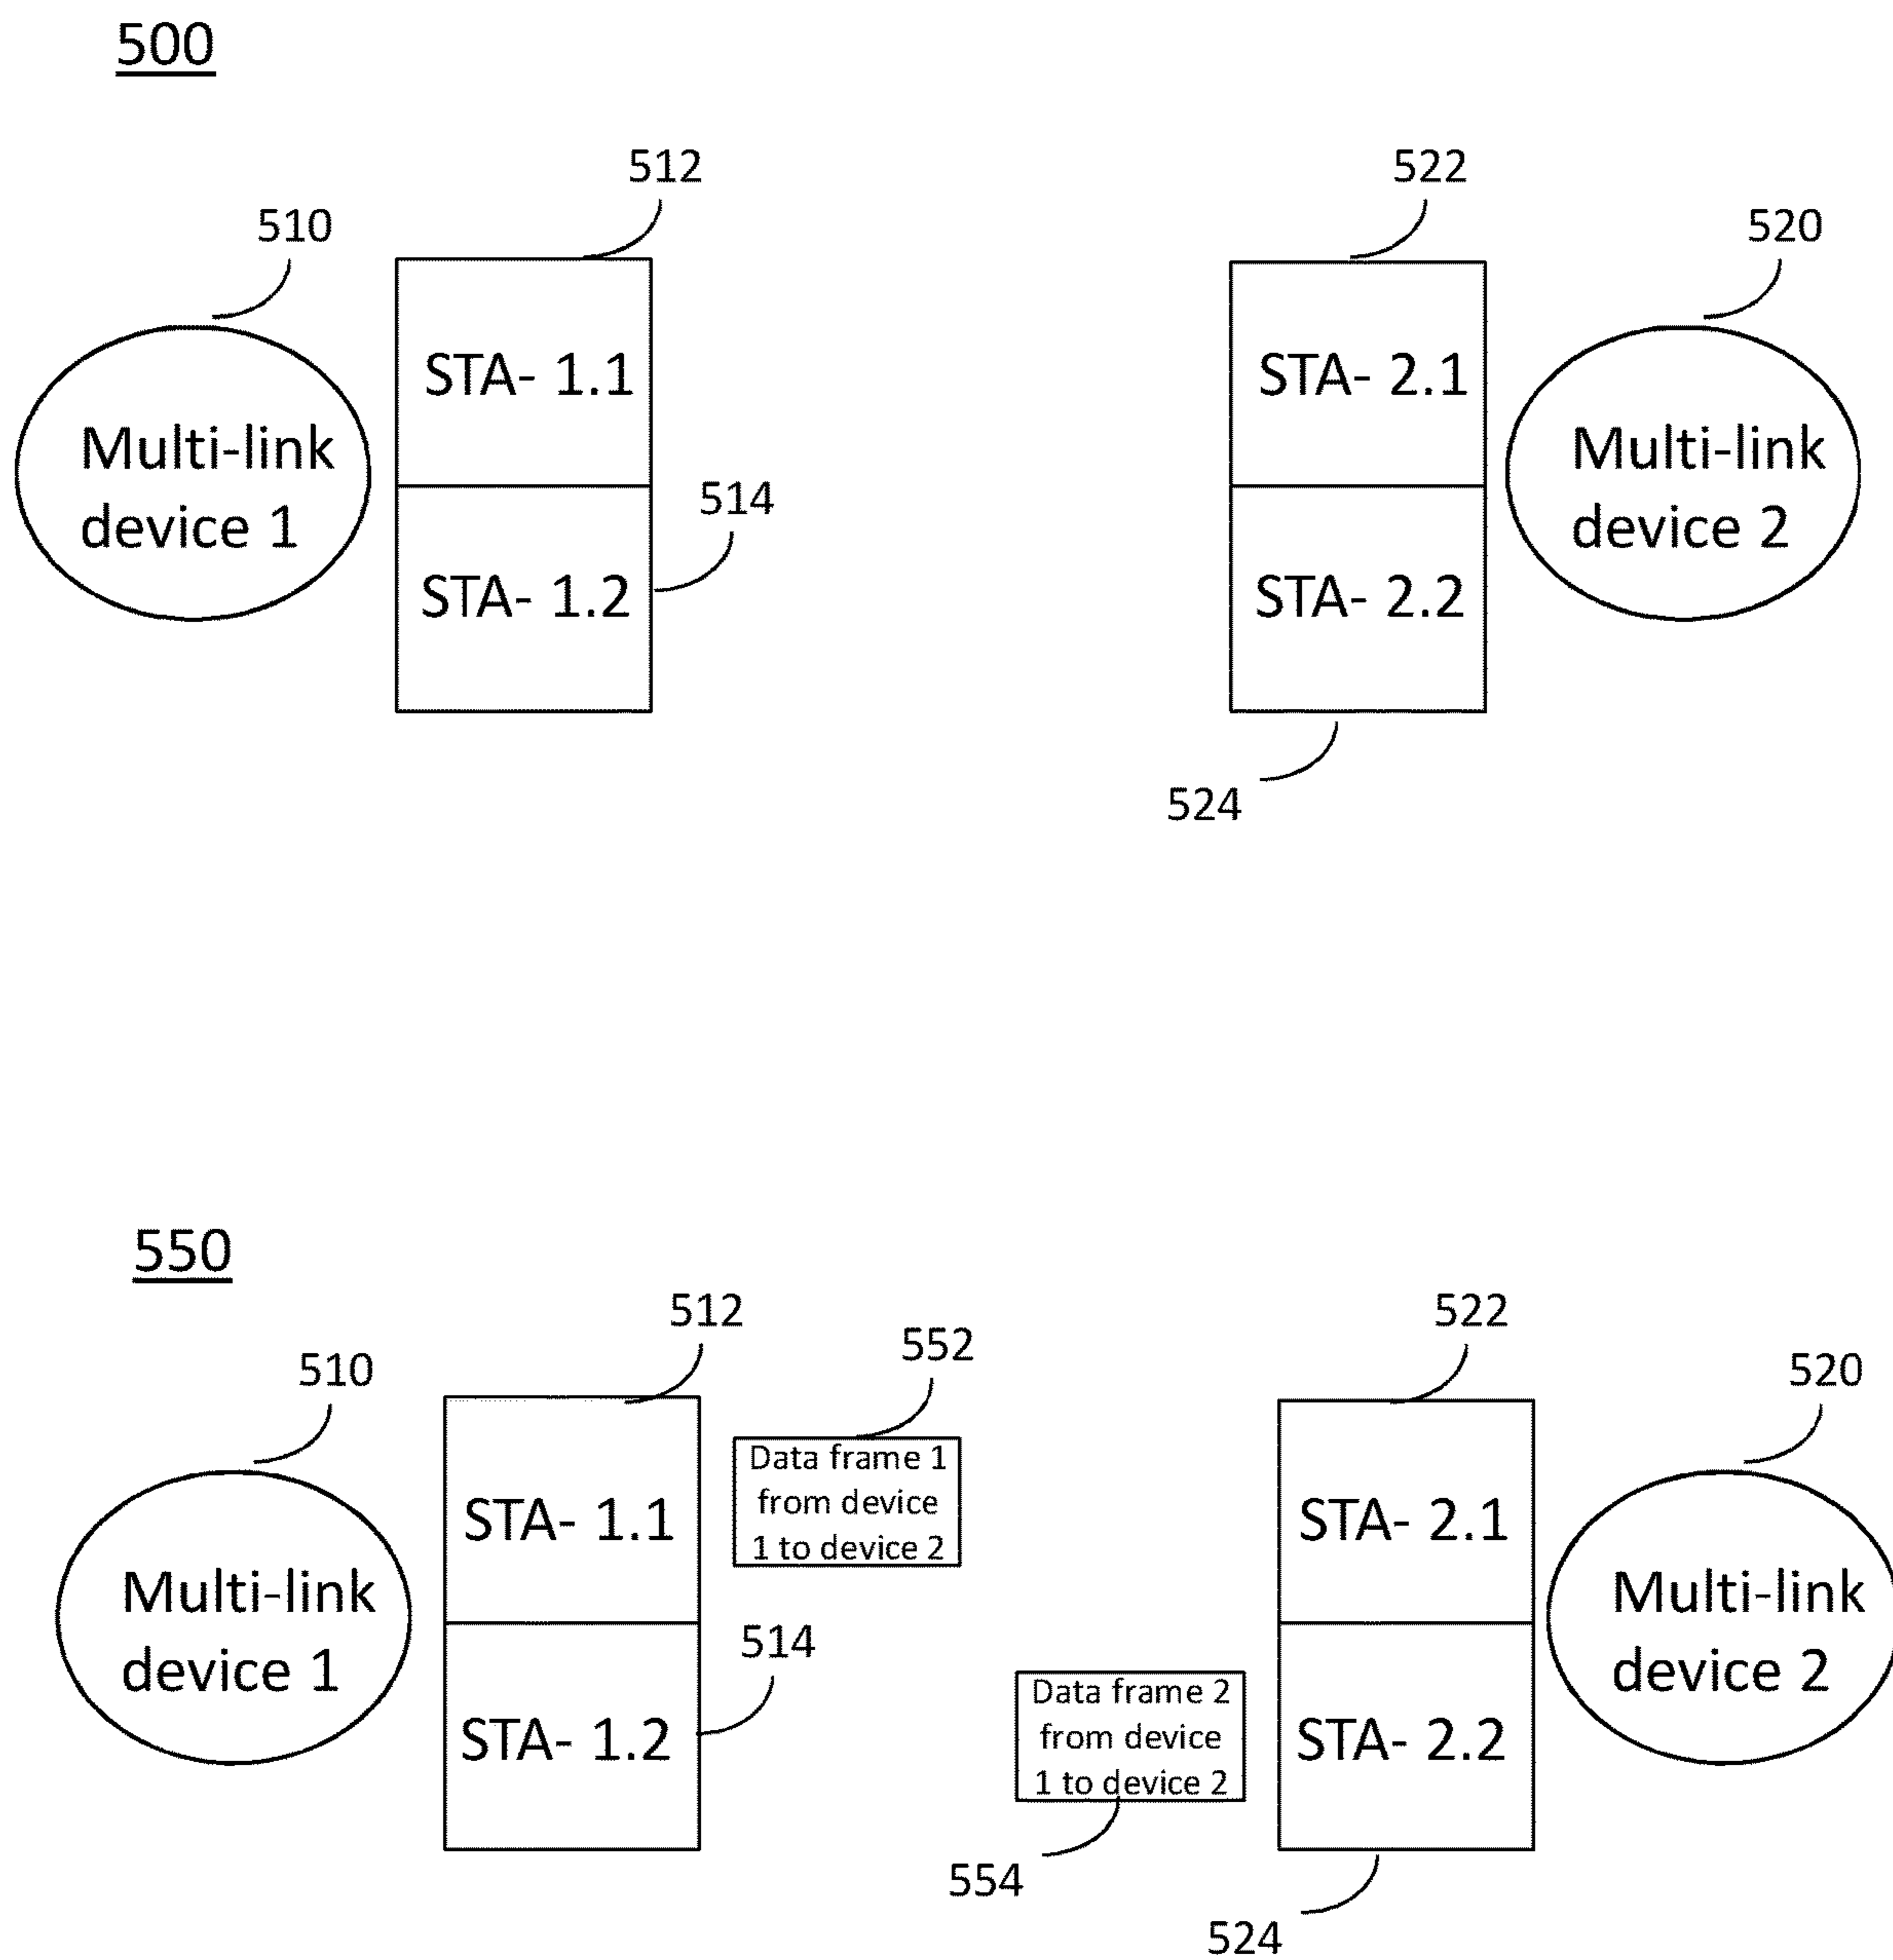 500
512
522
510
520
STA- 1.1
STA- 2.1
Multi-link
device 1
Multi-link
device 2
514
STA- 1.2
STA- 2.2
524
550
512
522
552
510
520
Data frame 1
from device
1 to device 2
STA- 1.1
STA- 2.1
Multi-link
device 1
Multi-link
device 2
514
Data frame 2
from device
1 to device 2
STA- 1.2
STA- 2.2
554
524